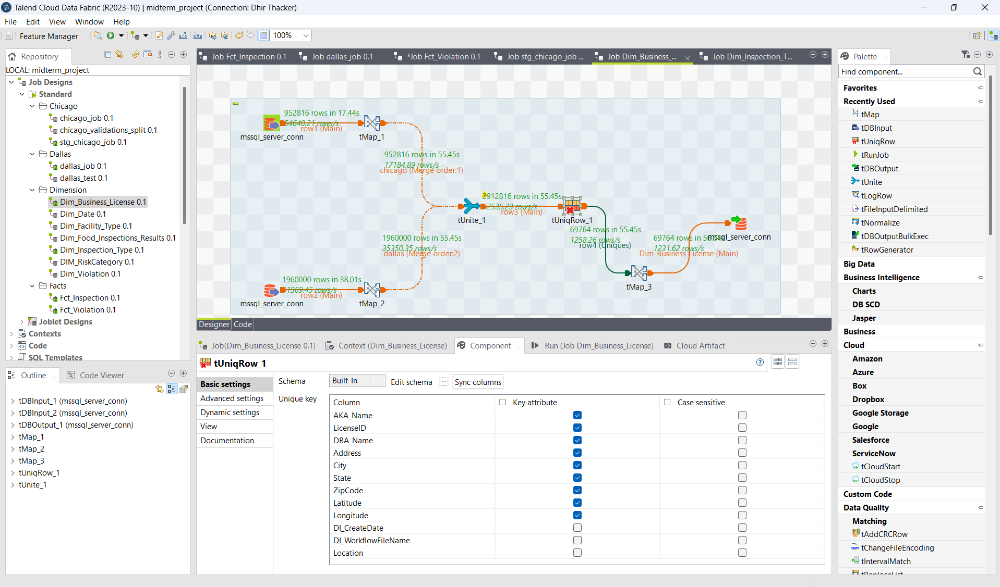 Talend Cloud Data Fabric (R2023-10) | midterm_project (Connection: Dhir Thacker)
File Edit View Window Help
Feature Manager
100%
Repository
LOCAL: midterm_project
Job Designs
Standard
Chicago
chicago_job 0.1
chicago_validations_split 0.1
stg_chicago_job 0.1
Dallas
dallas_job 0.1
dallas_test 0.1
Dimension
Dim_Business_License 0.1
Dim_Date 0.1
Dim_Facility_Type 0.1
Dim_Food_Inspections_Results 0.1
Dim_Inspection_Type 0.1
DIM_RiskCategory 0.1
Dim_Violation 0.1
Facts
Fct_Inspection 0.1
Fct_Violation 0.1
Joblet Designs
Contexts
Code
SQL Templates
Outline
Code Viewer
tDBInput_1 (mssql_server_conn)
tDBInput_2 (mssql_server_conn)
tDBOutput_1 (mssql_server_conn)
tMap_1
tMap_2
tMap_3
tUniqRow_1
tUnite_1
Job Fct_Inspection 0.1
Job dallas_job 0.1
*Job Fct_Violation 0.1
Job stg_chicago_job ...
Job Dim_Business_...
Job Dim_Inspection_T...
952816 rows in 17.44s
54640.21 rows/s
row1 (Main)
mssql_server_conn
tMap_1
952816 rows in 55.45s
17184.89 rows/s
chicago (Merge order:1)
2912816 rows in 55.45s
52535.23 rows/s
row3 (Main)
tUnite_1
tUniqRow_1
69764 rows in 55.45s
1258.26 rows/s
row4 (Uniques)
1960000 rows in 55.45s
35350.35 rows/s
dallas (Merge order:2)
69764 rows in 56.64s
1231.62 rows/s
Dim_Business_License (Main)
mssql_server_conn
1960000 rows in 38.01s
51569.45 rows/s
row2 (Main)
mssql_server_conn
tMap_2
tMap_3
Designer
Code
Job(Dim_Business_License 0.1)
Context (Dim_Business_License)
Component
Run (Job Dim_Business_License)
Cloud Artifact
tUniqRow_1
Basic settings
Advanced settings
Dynamic settings
View
Documentation
Schema
Built-In
Edit schema
...
Sync columns
Unique key
Column
Key attribute
Case sensitive
AKA_Name
LicenseID
DBA_Name
Address
City
State
ZipCode
Latitude
Longitude
DI_CreateDate
DI_WorkflowFileName
Location
Palette
Find component...
Favorites
Recently Used
tMap
tDBInput
tUniqRow
tRunJob
tDBOutput
tUnite
tLogRow
tFileInputDelimited
tNormalize
tDBOutputBulkExec
tRowGenerator
Big Data
Business Intelligence
Charts
DB SCD
Jasper
Business
Cloud
Amazon
Azure
Box
Dropbox
Google Storage
Google
Salesforce
ServiceNow
tCloudStart
tCloudStop
Custom Code
Data Quality
Matching
tAddCRCRow
tChangeFileEncoding
tIntervalMatch
tReplaceList